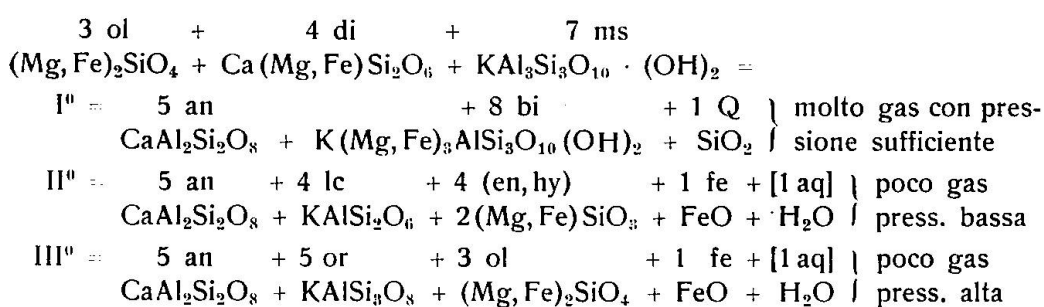 3 ol + 4 di + 7 ms
(Mg, Fe)₂SiO₄ + Ca (Mg, Fe) Si₂O₆ + KAl₃Si₃O₁₀ · (OH)₂ =
I⁰ = 5 an + 8 bi + 1 Q } molto gas con pres-
CaAl₂Si₂O₈ + K (Mg, Fe)₃AlSi₃O₁₀ (OH)₂ + SiO₂ sione sufficiente
II⁰ = 5 an + 4 lc + 4 (en, hy) + 1 fe + [1 aq] } poco gas
CaAl₂Si₂O₈ + KAlSi₂O₆ + 2(Mg, Fe) SiO₃ + FeO + H₂O press. bassa
III⁰ = 5 an + 5 or + 3 ol + 1 fe + [1 aq] } poco gas
CaAl₂Si₂O₈ + KAlSi₃O₈ + (Mg, Fe)₂SiO₄ + FeO + H₂O press. alta